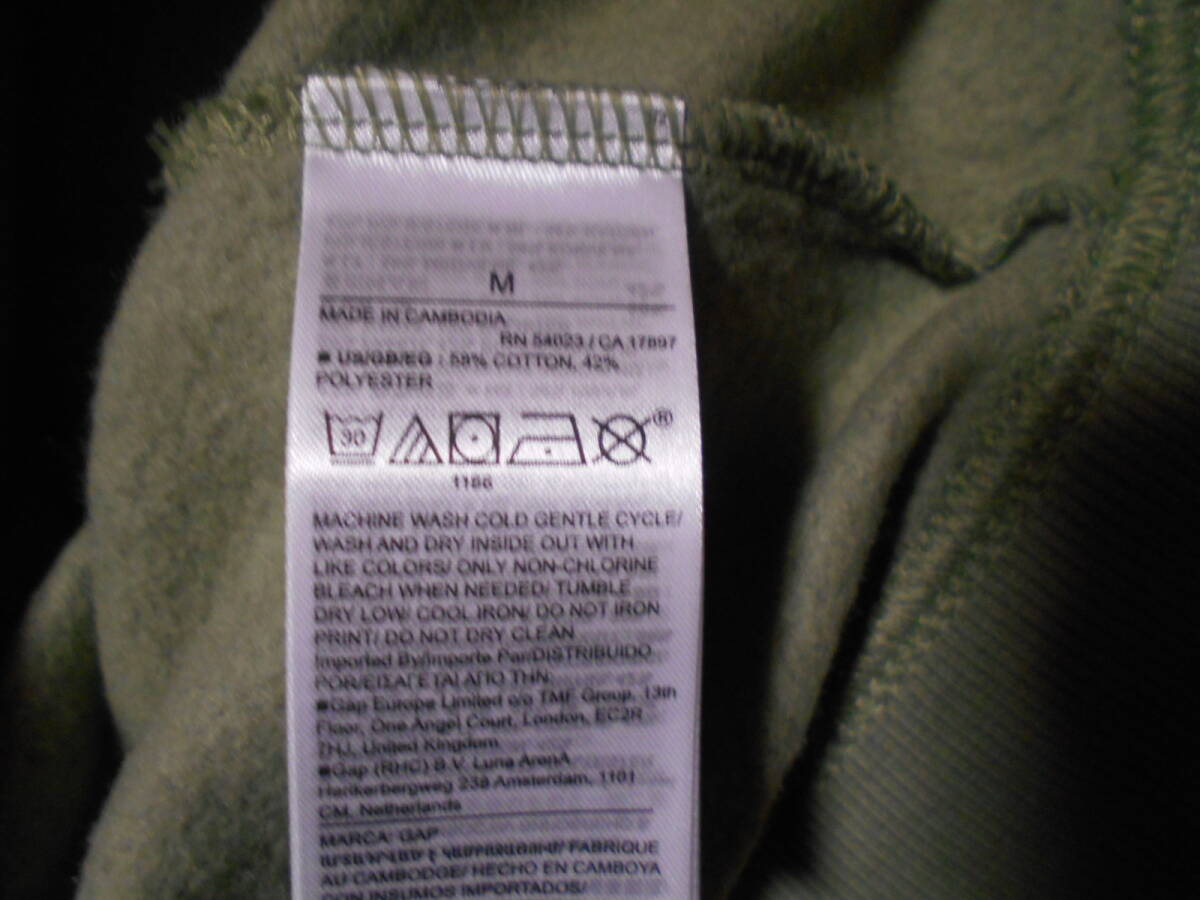 M
MADE IN CAMBODIA
RN 54023 / CA 17897
■ US/GB/EG : 58% COTTON, 42%
POLYESTER
30
®
1186
MACHINE WASH COLD GENTLE CYCLE/
WASH AND DRY INSIDE OUT WITH
LIKE COLORS/ ONLY NON-CHLORINE
BLEACH WHEN NEEDED/ TUMBLE
DRY LOW/ COOL IRON/ DO NOT IRON
PRINT/ DO NOT DRY CLEAN
Imported By/Importe Par/DISTRIBUIDO
POR/ΕΙΣΑΓΕΤΑΙ ΑΠΟ ΤΗΝ:
■Gap Europe Limited c/o TMF Group, 13th
Floor, One Angel Court, London, EC2R
7HJ, United Kingdom
■Gap (RHC) B.V. Luna ArenA
Herikerbergweg 238 Amsterdam, 1101
CM, Netherlands
MARCA: GAP
FABRIQUE
AU CAMBODGE/ HECHO EN CAMBOYA
CON INSUMOS IMPORTADOS/